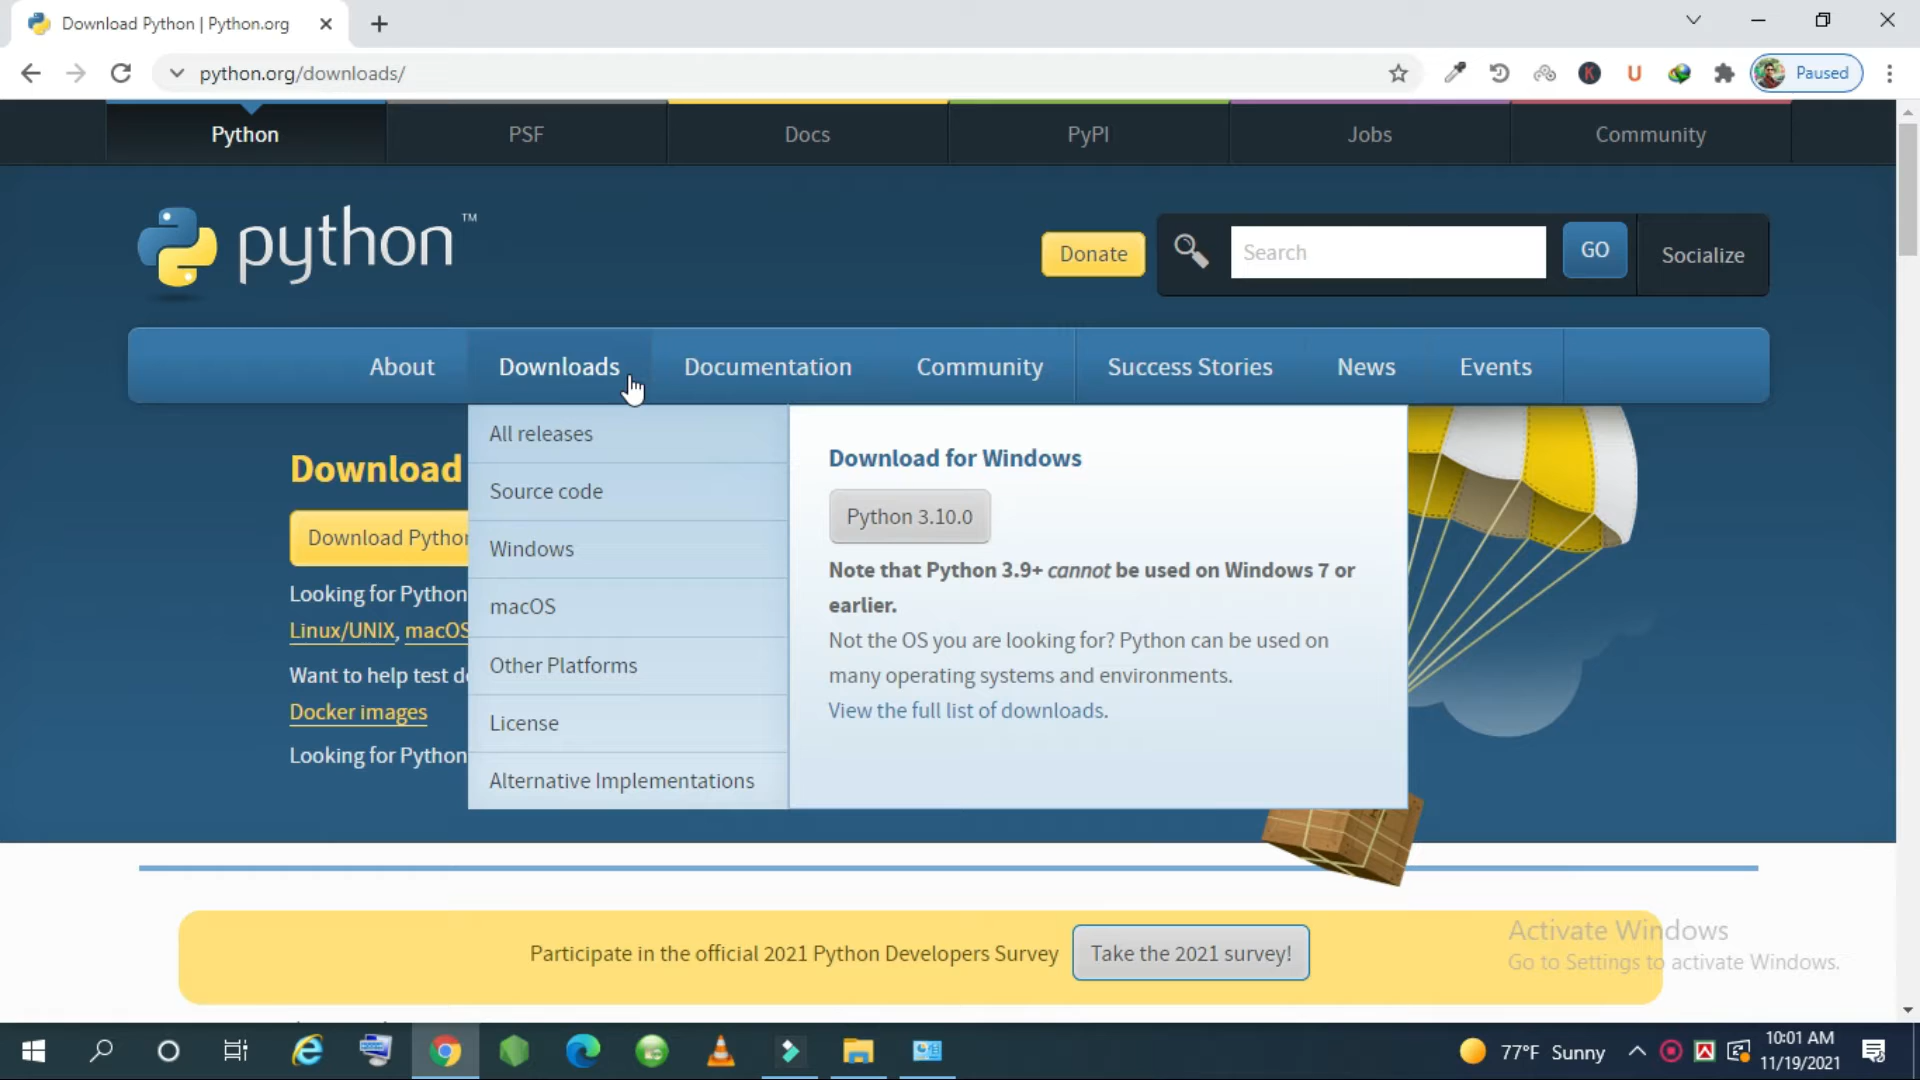 Download Python | Python.org
python.org/downloads/
K
U
Paused
Python
PSF
Docs
PyPI
Jobs
Community
python™
Donate
Search
GO
Socialize
About
Downloads
Documentation
Community
Success Stories
News
Events
Download
Download Python
Looking for Python
Linux/UNIX, macOS
Want to help test d
Docker images
Looking for Python
All releases
Source code
Windows
macOS
Other Platforms
License
Alternative Implementations
Download for Windows
Python 3.10.0
Note that Python 3.9+ cannot be used on Windows 7 or
earlier.
Not the OS you are looking for? Python can be used on
many operating systems and environments.
View the full list of downloads.
Participate in the official 2021 Python Developers Survey
Take the 2021 survey!
Activate Windows
Go to Settings to activate Windows.
77°F Sunny
10:01 AM
11/19/2021